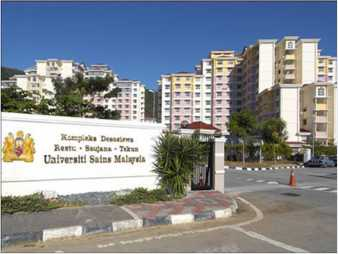 Kompleks Desasiswa
Restu - Saujana - Tekun
Universiti Sains Malaysia